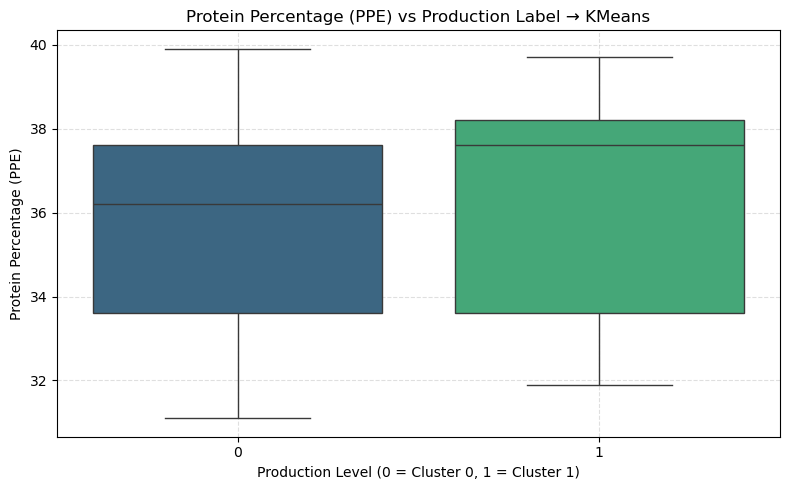 Protein Percentage (PPE) vs Production Label → KMeans
Protein Percentage (PPE)
40
38
36
34
32
0
1
Production Level (0 = Cluster 0, 1 = Cluster 1)